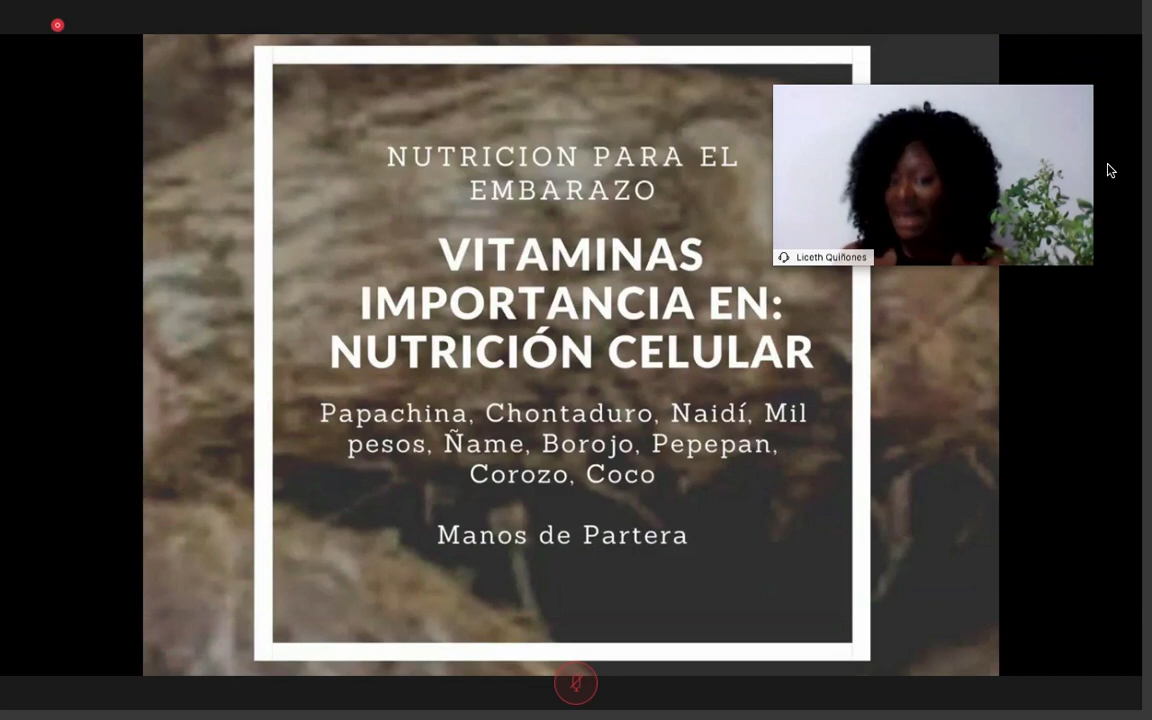 NUTRICION PARA EL
EMBARAZO
VITAMINAS
IMPORTANCIA EN:
NUTRICIÓN CELULAR
Papachina, Chontaduro, Naidí, Mil
pesos, Ñame, Borojo, Pepepan,
Corozo, Coco
Manos de Partera
Liceth Quiñones